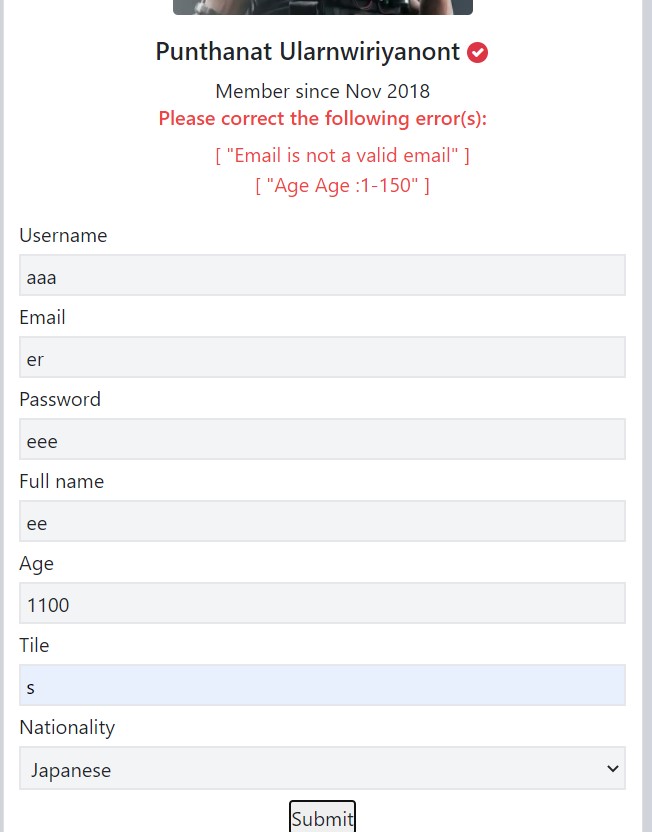 Punthanat Ularnwiriyanont
Member since Nov 2018
Please correct the following error(s):
[ "Email is not a valid email" ]
[ "Age Age :1-150" ]
Username
aaa
Email
er
Password
eee
Full name
ee
Age
1100
Tile
s
Nationality
Japanese
Submit